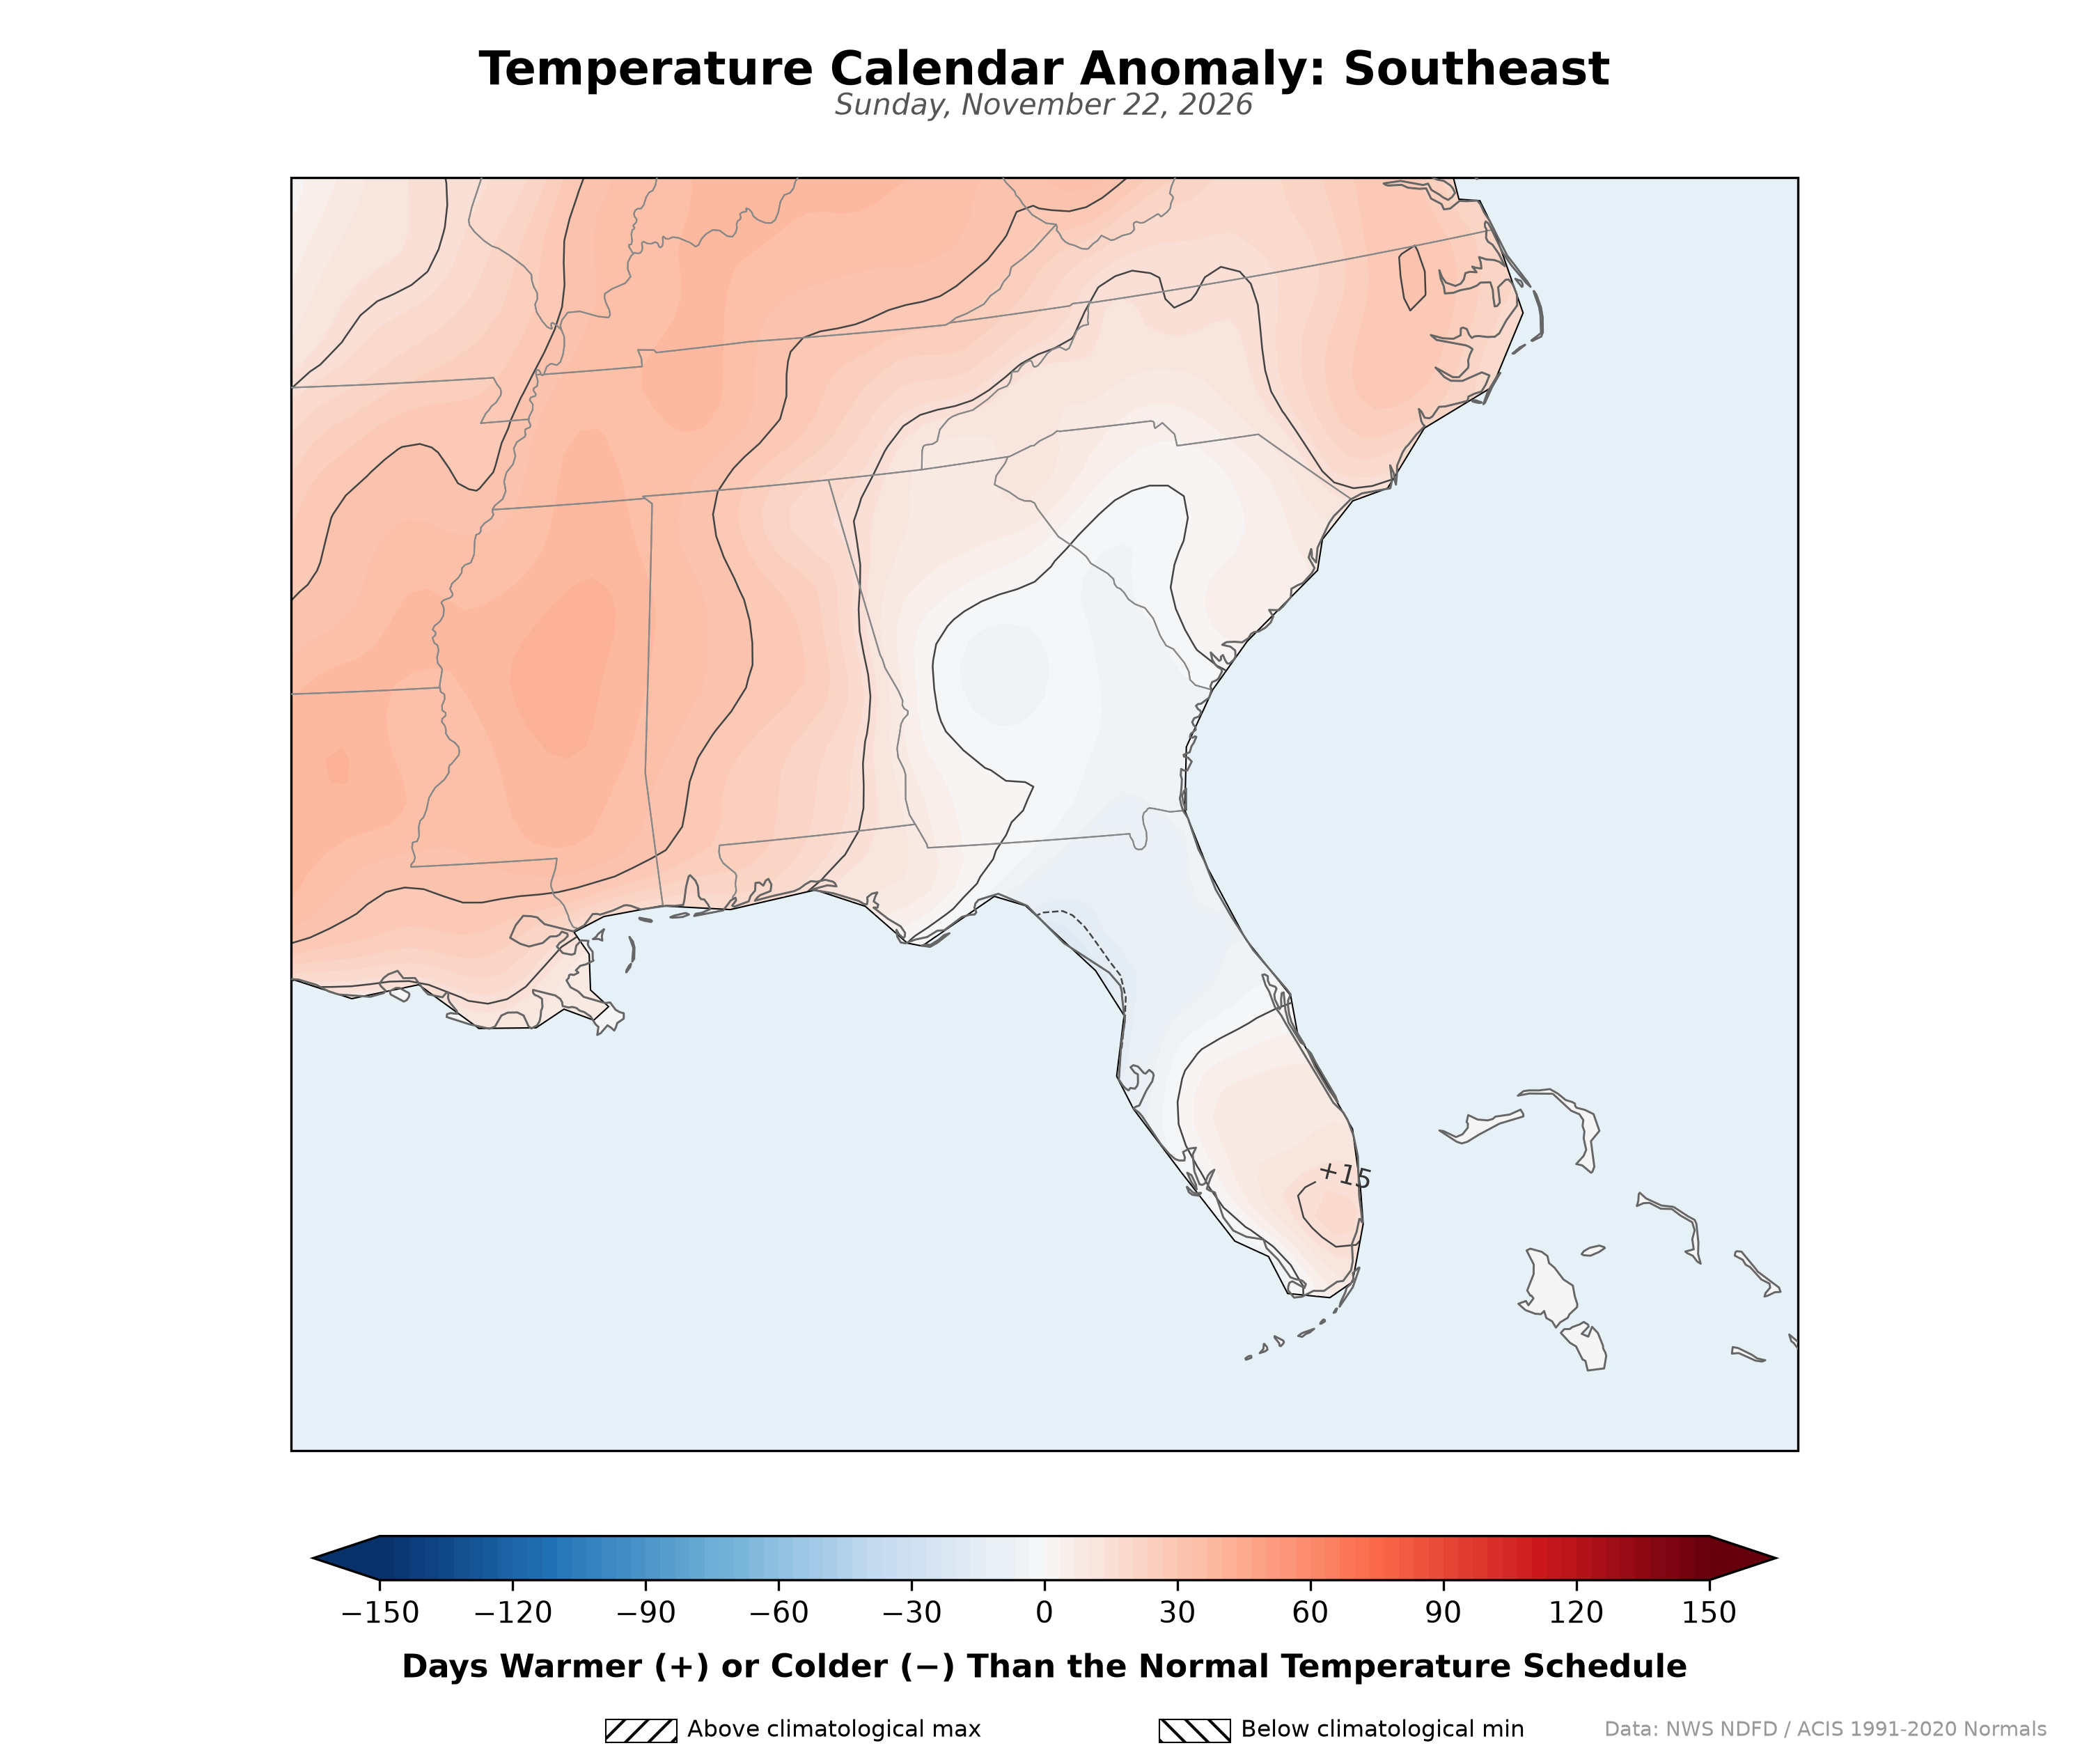 Temperature Calendar Anomaly: Southeast
Sunday, November 22, 2026
+15
−150 −120 −90 −60 −30 0 30 60 90 120 150
Days Warmer (+) or Colder (−) Than the Normal Temperature Schedule
Above climatological max Below climatological min Data: NWS NDFD / ACIS 1991-2020 Normals